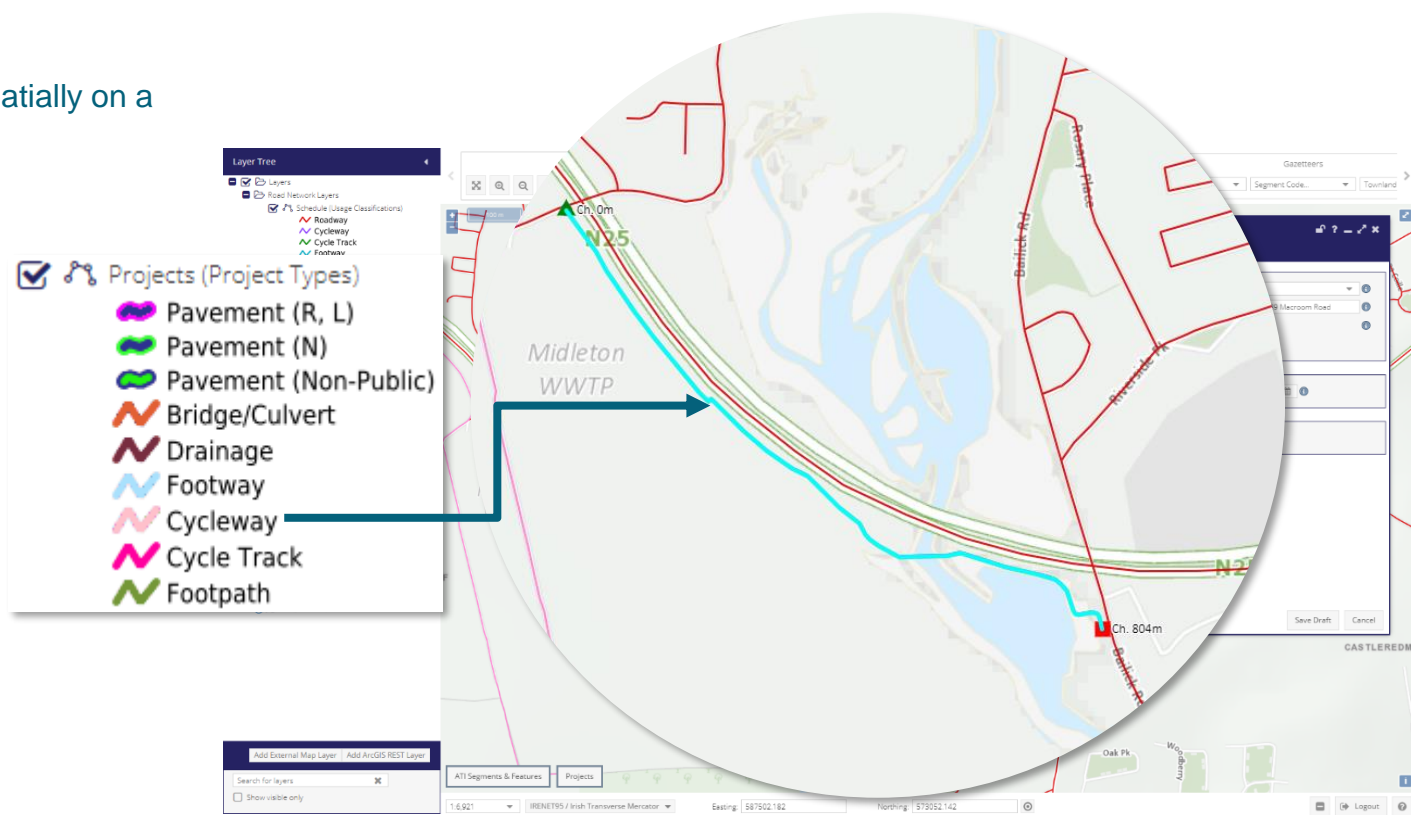 atially on a
Layer Tree
Layers
Road Network Layers
Schedule (Usage Classifications)
Roadway
Cycleway
Cycle Track
Footway
Projects (Project Types)
Pavement (R, L)
Pavement (N)
Pavement (Non-Public)
Bridge/Culvert
Drainage
Footway
Cycleway
Cycle Track
Footpath
Add External Map Layer
Add ArcGIS REST Layer
Search for layers
Show visible only
Ch. 0m
N25
Midleton
WWTP
Bailick Rd
Rosary Place
Riverside Pk
Ch. 804m
Gazetteers
Segment Code...
Townland
Macroom Road
Save Draft
Cancel
Oak Pk
Woodberry
ATI Segments & Features
Projects
1:6,921
IRENET95 / Irish Transverse Mercator
Easting: 587502.182
Northing: 573052.142
Logout